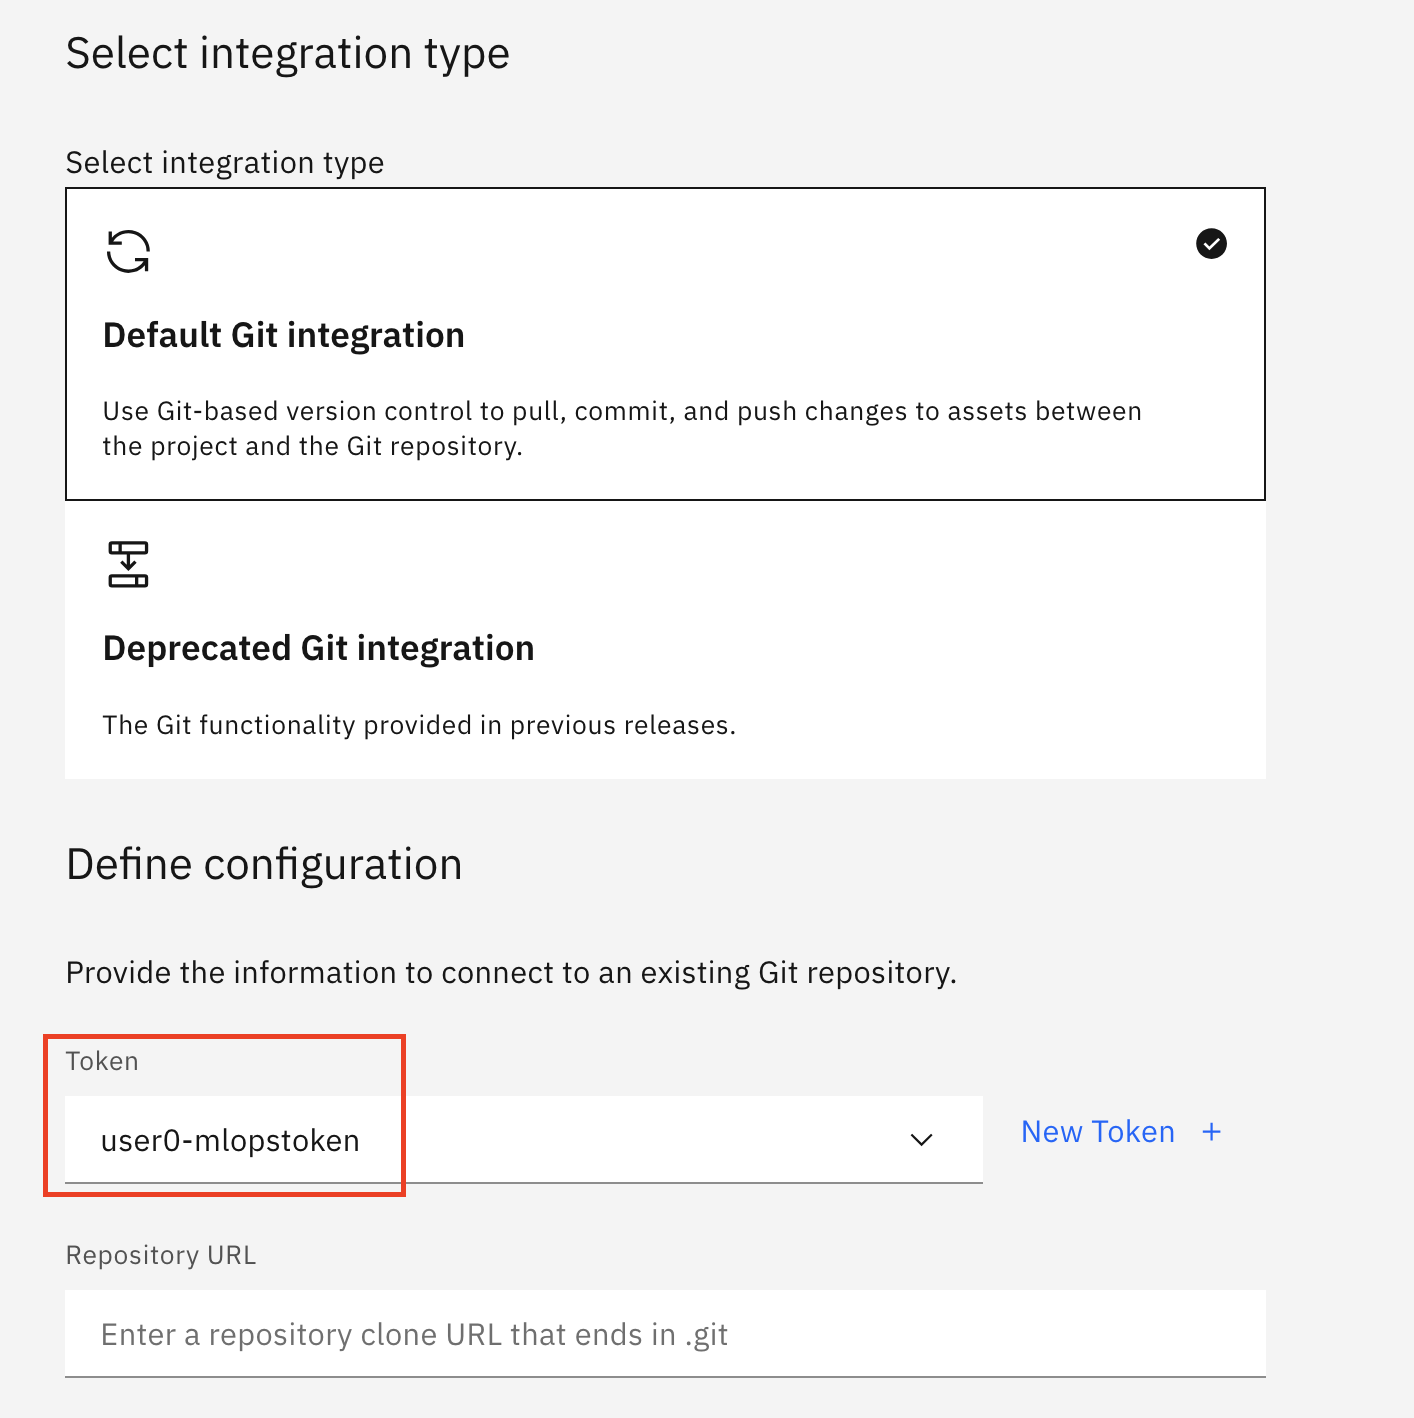 Select integration type
Select integration type
Default Git integration
Use Git-based version control to pull, commit, and push changes to assets between
the project and the Git repository.
Deprecated Git integration
The Git functionality provided in previous releases.
Define configuration
Provide the information to connect to an existing Git repository.
Token
user0-mlopstoken
New Token +
Repository URL
Enter a repository clone URL that ends in .git